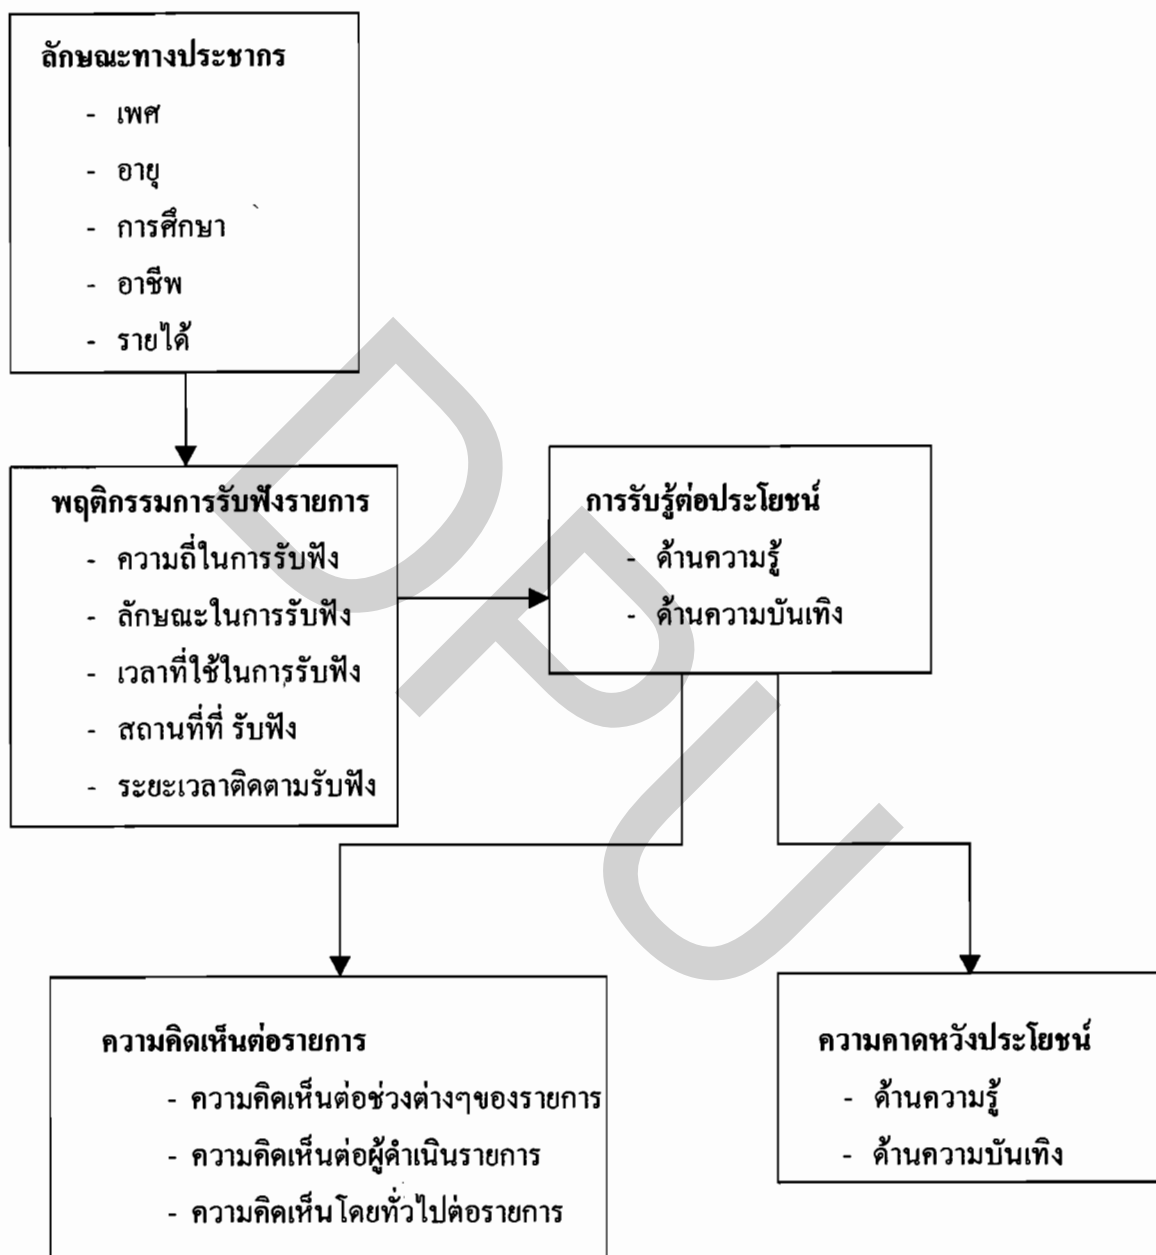 ลักษณะทางประชากร
- เพศ
- อายุ
- การศึกษา
- อาชีพ
- รายได้
พฤติกรรมการรับฟังรายการ
- ความถี่ในการรับฟัง
- ลักษณะในการรับฟัง
- เวลาที่ใช้ในการรับฟัง
- สถานที่ที่ รับฟัง
- ระยะเวลาติดตามรับฟัง
การรับรู้ต่อประโยชน์
- ด้านความรู้
- ด้านความบันเทิง
ความคิดเห็นต่อรายการ
- ความคิดเห็นต่อช่วงต่างๆของรายการ
- ความคิดเห็นต่อผู้ดำเนินรายการ
- ความคิดเห็นโดยทั่วไปต่อรายการ
ความคาดหวังประโยชน์
- ด้านความรู้
- ด้านความบันเทิง
DPU